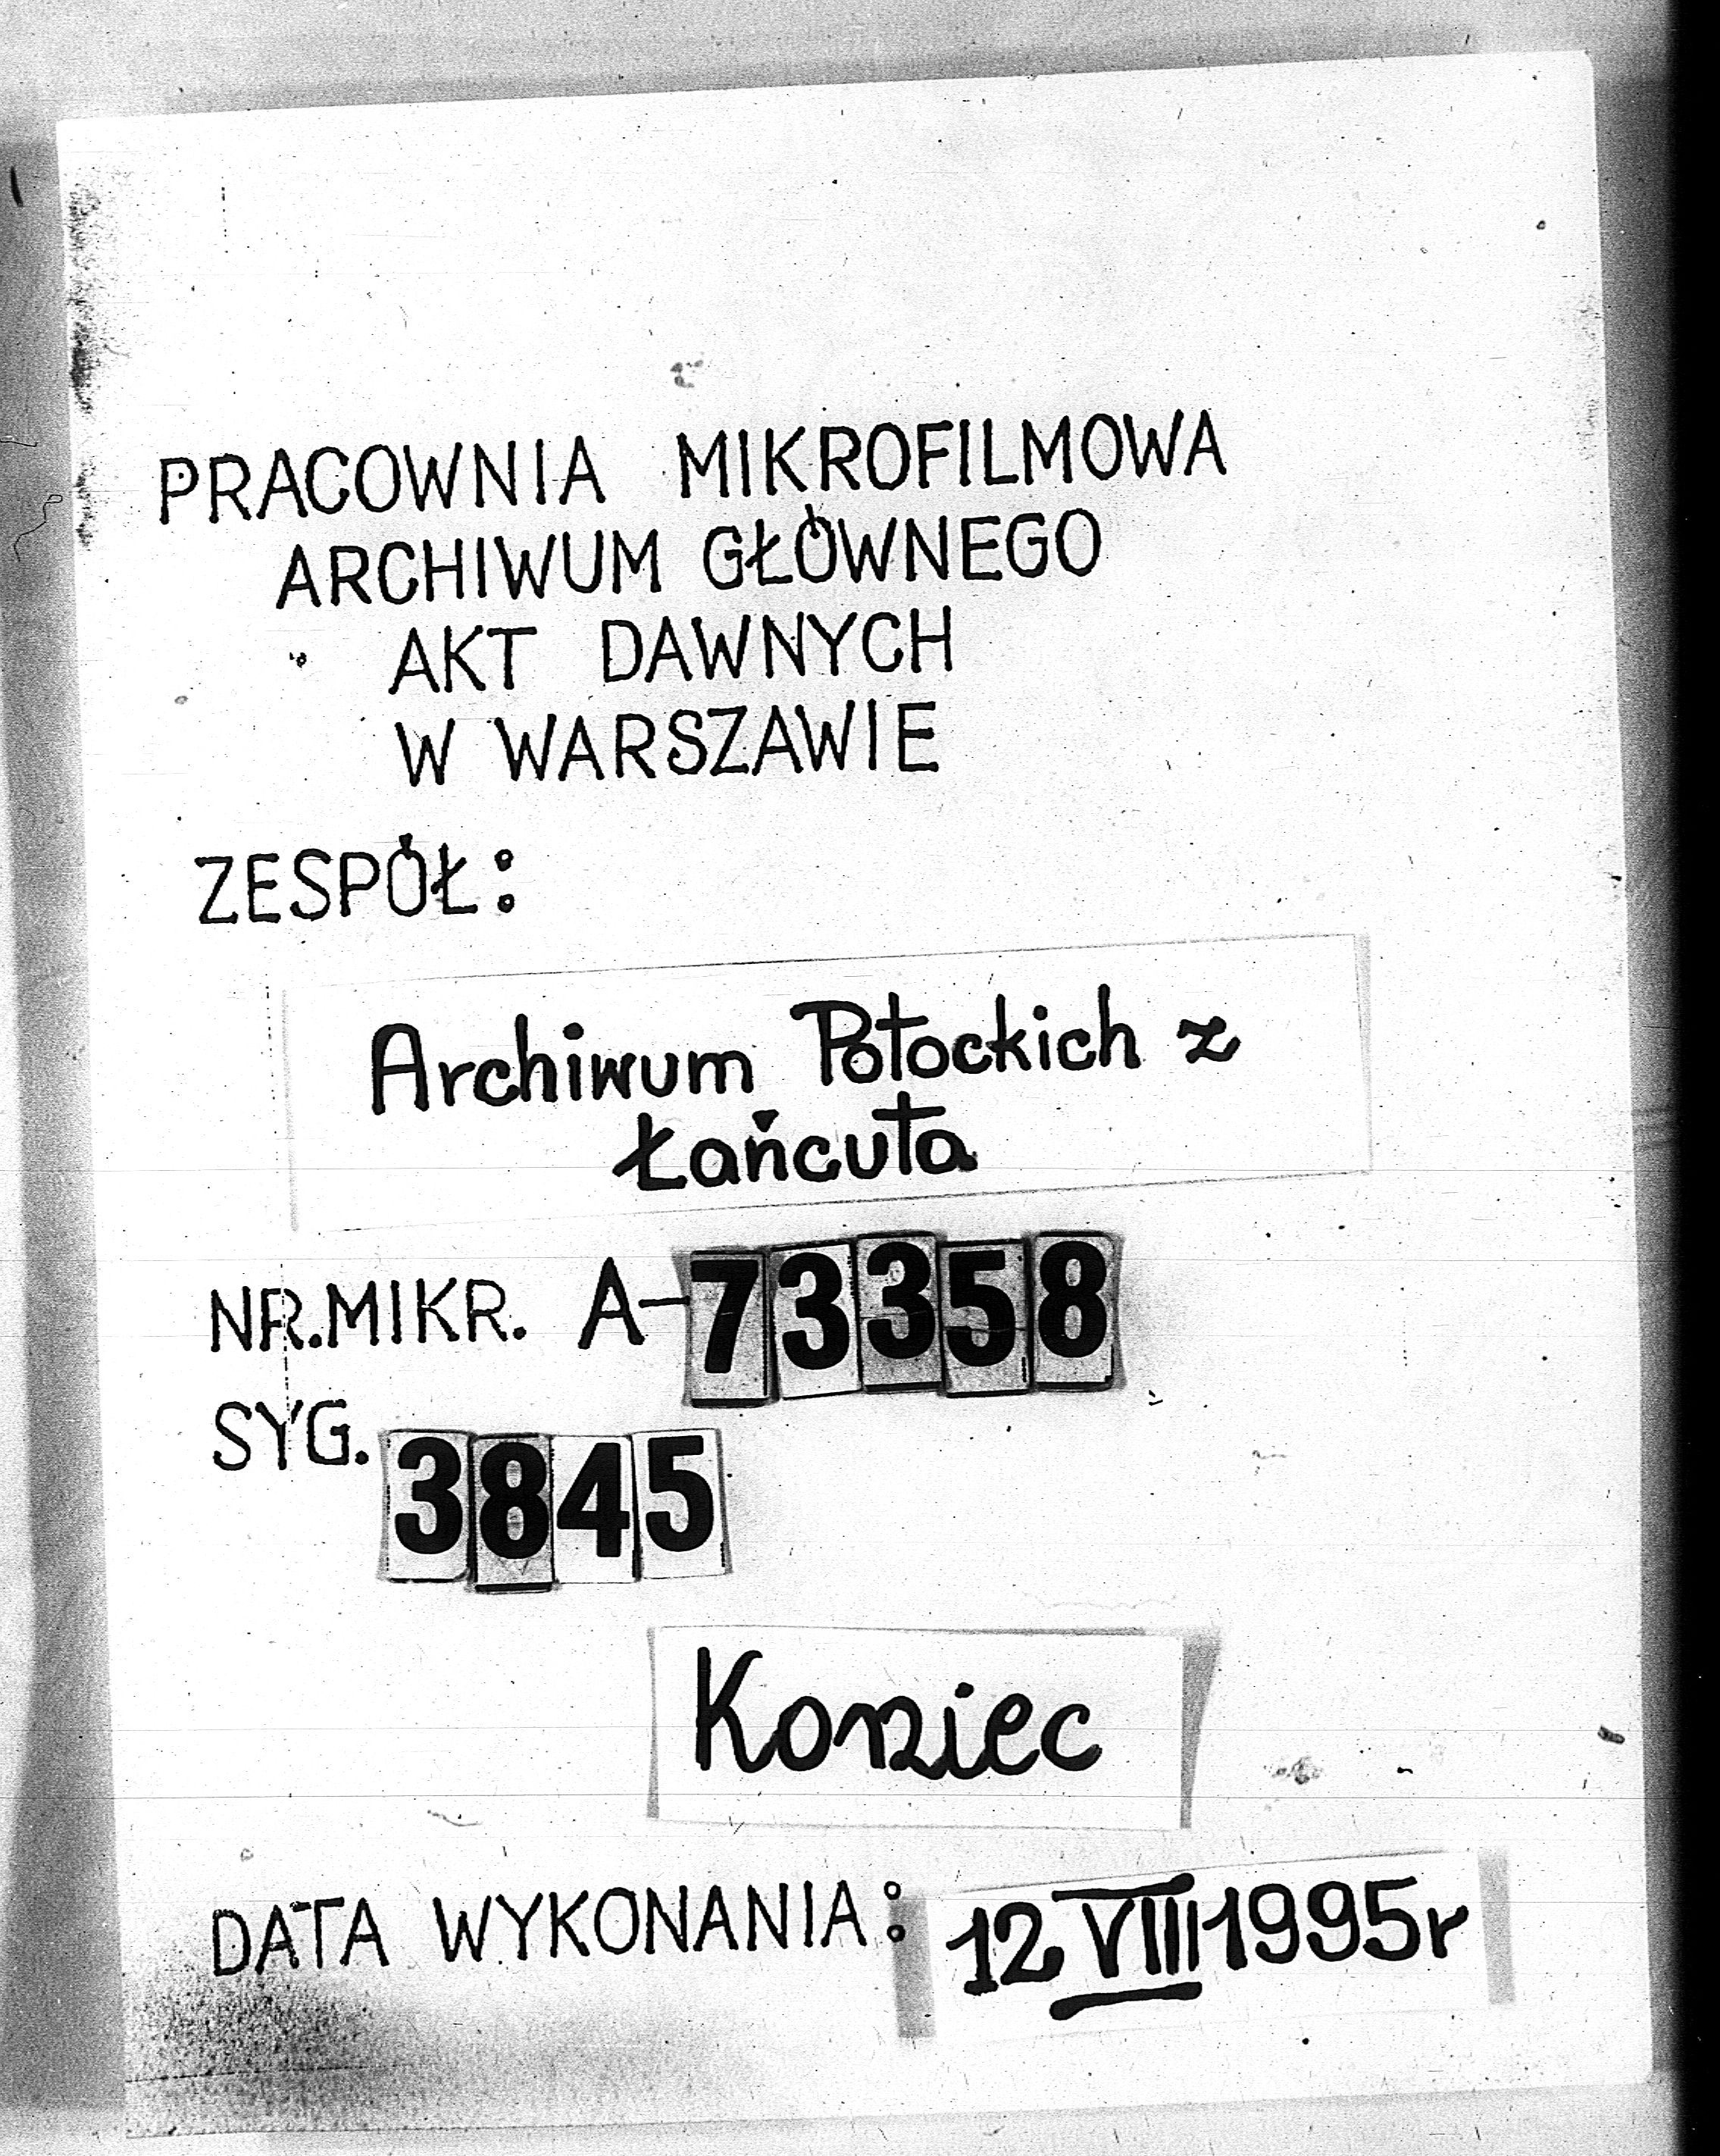 PRACOWNIA MIKROFILMOWA
ARCHIWUM GŁÓWNEGO
AKT DAWNYCH
W WARSZAWIE
ZESPÓŁ:
Archiwum Potockich z
Łańcuta
NR. MIKR. A-73358
SYG. 3845
Koniec
DATA WYKONANIA: 12 VIII 1995r